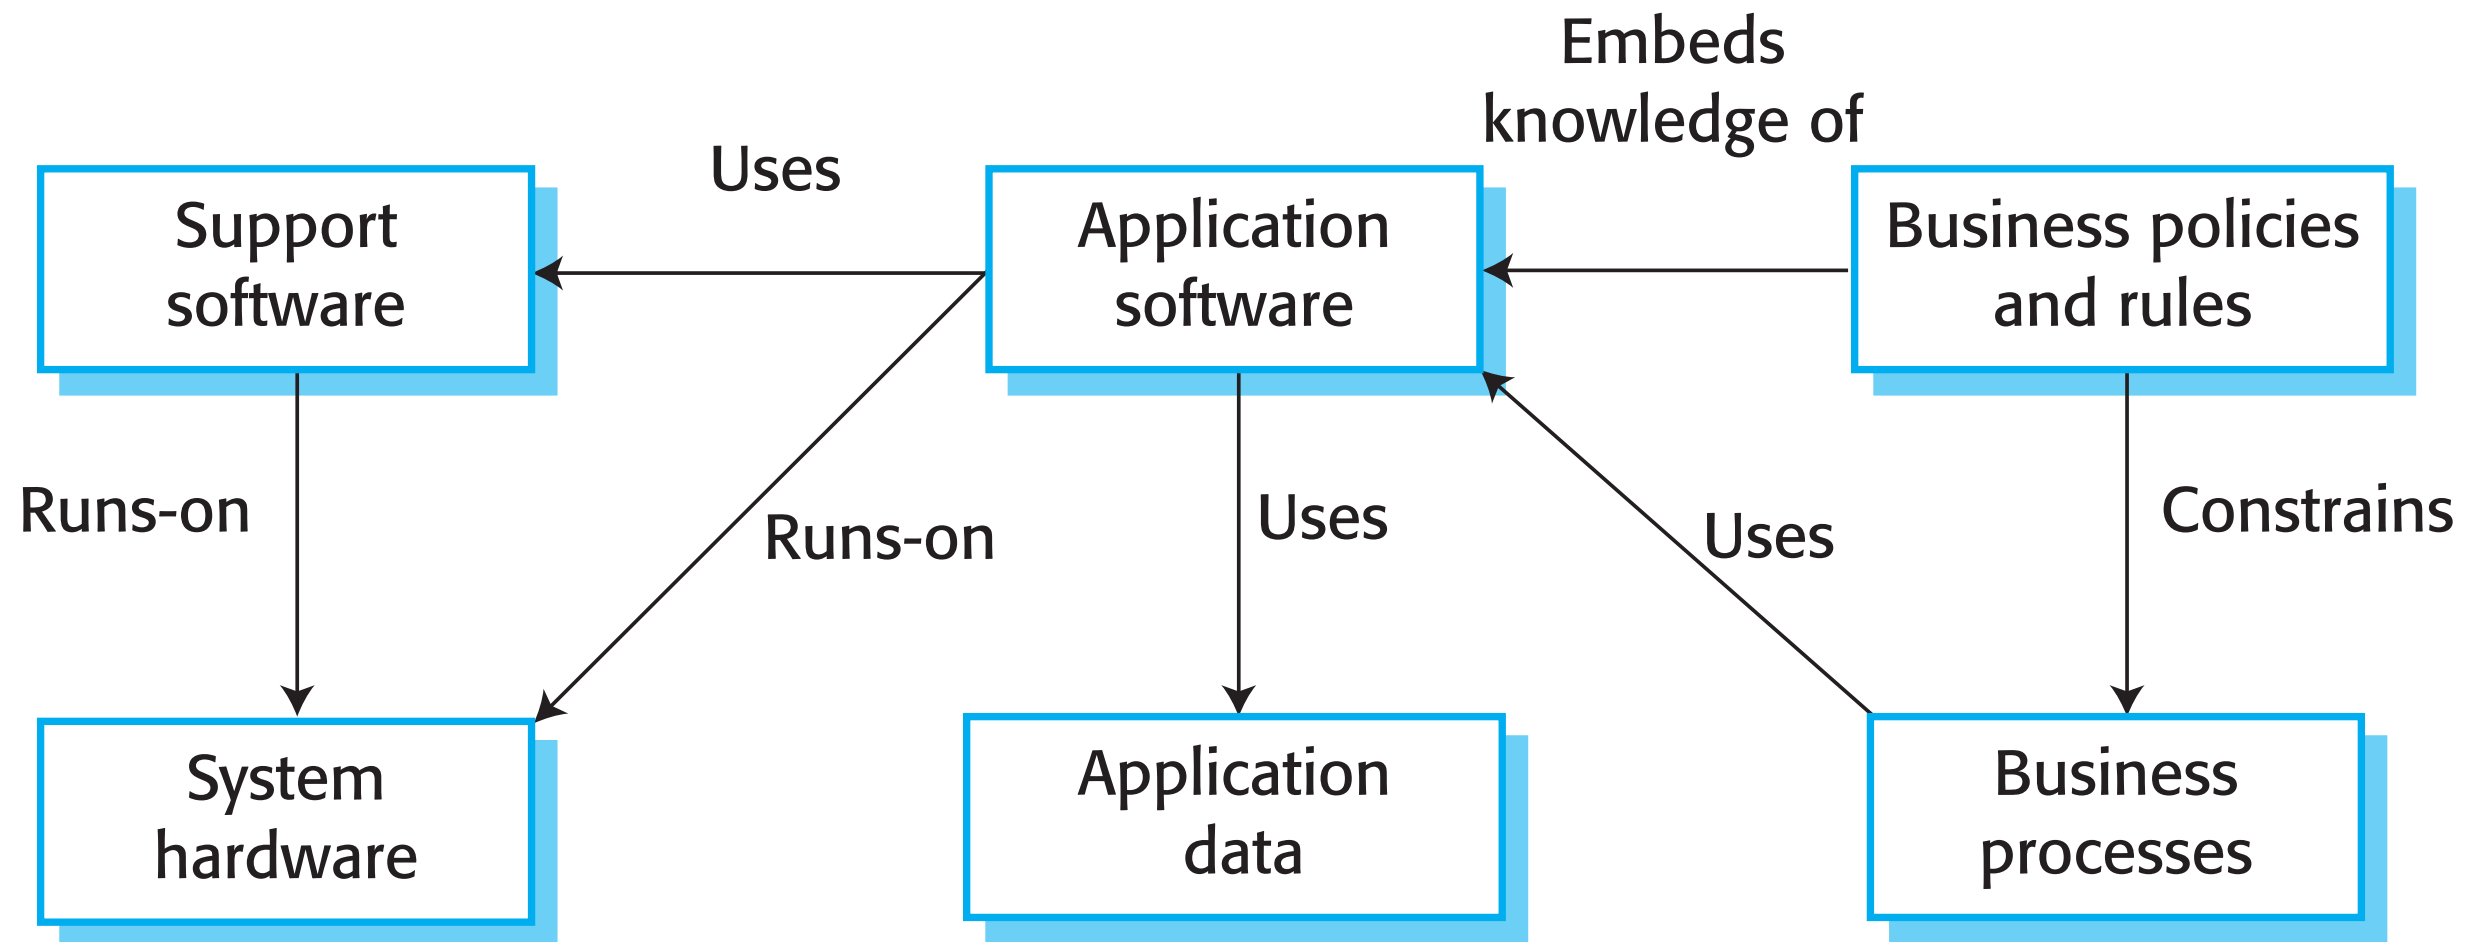 Embeds
knowledge of
Uses
Support
software
Application
software
Business policies
and rules
Runs-on
Runs-on
Uses
Uses
Constrains
System
hardware
Application
data
Business
processes